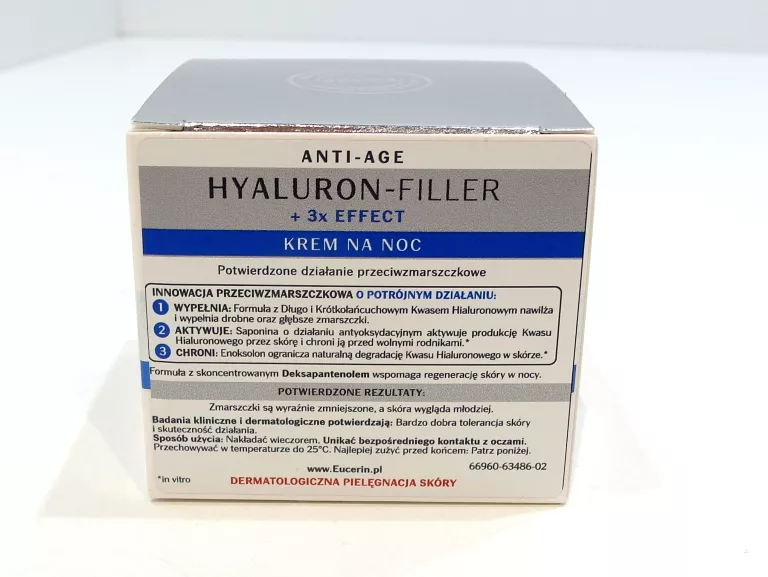 ANTI-AGE
HYALURON-FILLER
+ 3x EFFECT
KREM NA NOC
Potwierdzone działanie przeciwzmarszczkowe
INNOWACJA PRZECIWZMARSZCZKOWA O POTRÓJNYM DZIAŁANIU:
1 WYPEŁNIA: Formuła z Długo i Krótkołańcuchowym Kwasem Hialuronowym nawilża
i wypełnia drobne oraz głębsze zmarszczki.
2 AKTYWUJE: Saponina o działaniu antyoksydacyjnym aktywuje produkcję Kwasu
Hialuronowego przez skórę i chroni ją przed wolnymi rodnikami.*
3 CHRONI: Enoksolon ogranicza naturalną degradację Kwasu Hialuronowego w skórze.*
Formuła z skoncentrowanym Deksapantenolem wspomaga regenerację skóry w nocy.
POTWIERDZONE REZULTATY:
Zmarszczki są wyraźnie zmniejszone, a skóra wygląda młodziej.
Badania kliniczne i dermatologiczne potwierdzają: Bardzo dobra tolerancja skóry
i skuteczność działania.
Sposób użycia: Nakładać wieczorem. Unikać bezpośredniego kontaktu z oczami.
Przechowywać w temperaturze do 25°C. Najlepiej zużyć przed końcem: Patrz poniżej.
www.Eucerin.pl 66960-63486-02
*in vitro DERMATOLOGICZNA PIELĘGNACJA SKÓRY